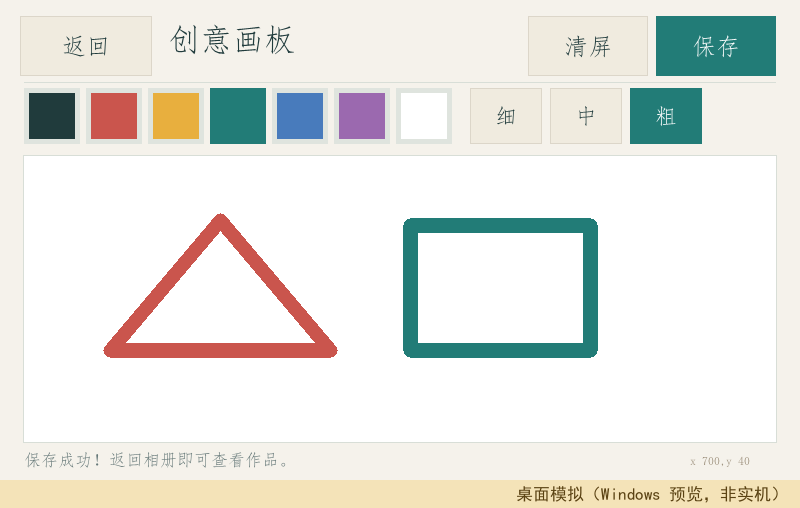 返回
创意画板
清屏
保存
细
中
粗
保存成功！返回相册即可查看作品。
x 700,y 40
桌面模拟（Windows 预览，非实机）